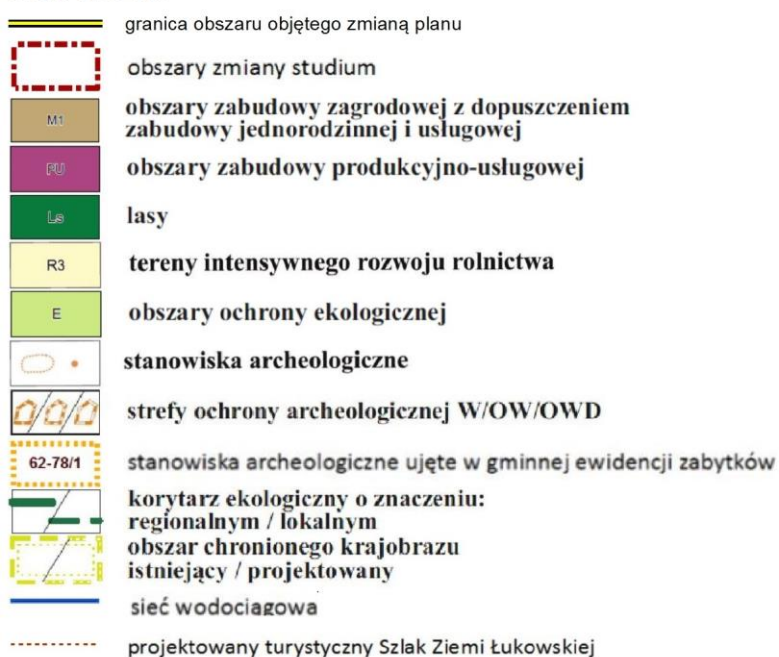 granica obszaru objętego zmianą planu
obszary zmiany studium
M1 obszary zabudowy zagrodowej z dopuszczeniem
zabudowy jednorodzinnej i usługowej
PU obszary zabudowy produkcyjno-usługowej
Ls lasy
R3 tereny intensywnego rozwoju rolnictwa
E obszary ochrony ekologicznej
stanowiska archeologiczne
strefy ochrony archeologicznej W/OW/OWD
62-78/1 stanowiska archeologiczne ujęte w gminnej ewidencji zabytków
korytarz ekologiczny o znaczeniu:
regionalnym / lokalnym
obszar chronionego krajobrazu
istniejący / projektowany
sieć wodociągowa
projektowany turystyczny Szlak Ziemi Łukowskiej